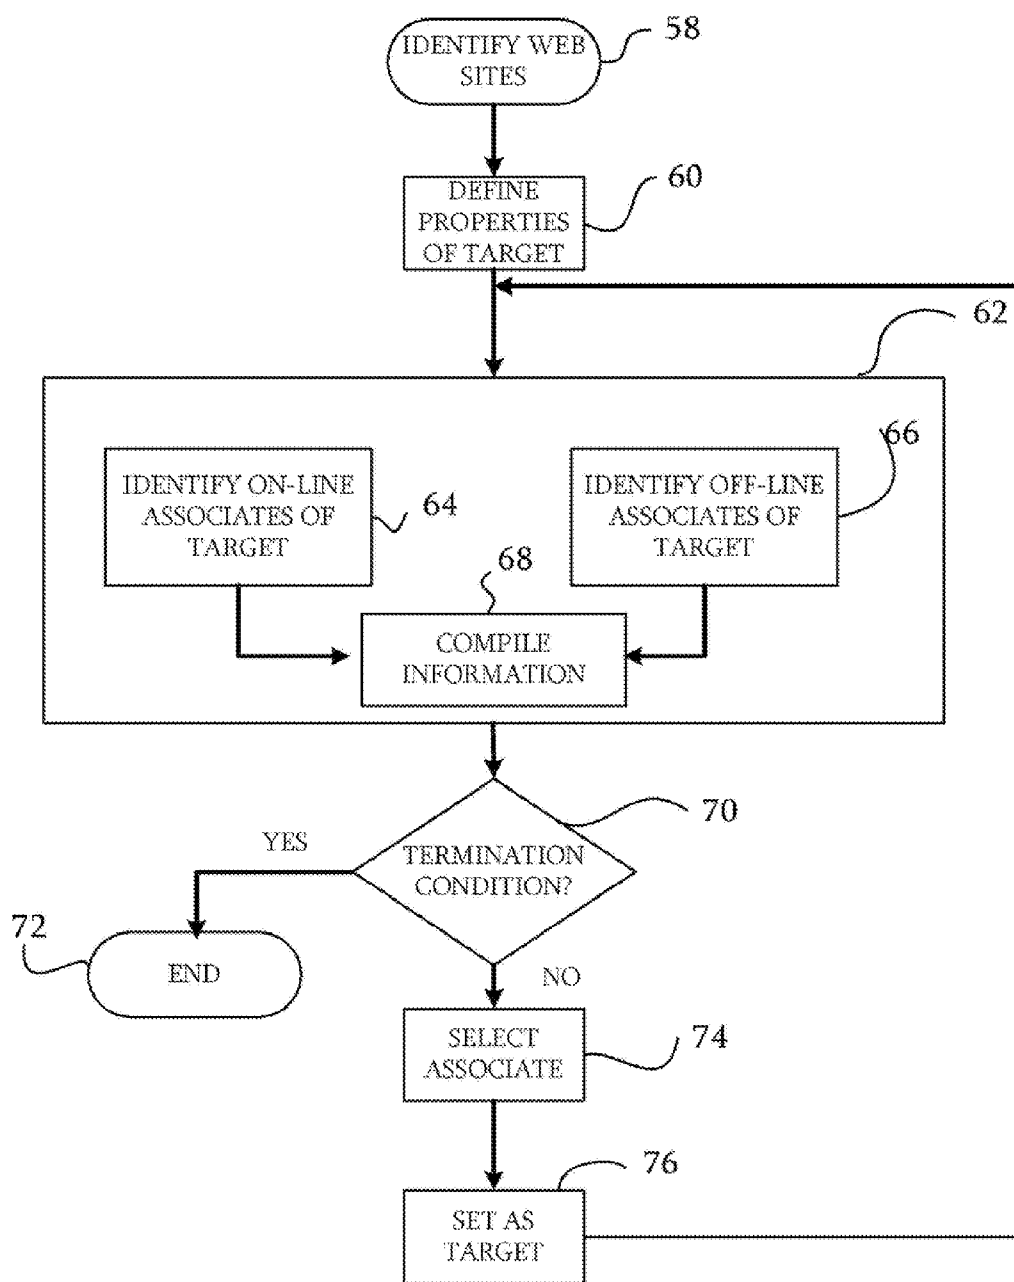 IDENTIFY WEB
SITES
58
DEFINE
PROPERTIES
OF TARGET
60
62
IDENTIFY ON-LINE
ASSOCIATES OF
TARGET
64
IDENTIFY OFF-LINE
ASSOCIATES OF
TARGET
66
68
COMPILE
INFORMATION
70
TERMINATION
CONDITION?
YES
72
END
NO
SELECT
ASSOCIATE
74
76
SET AS
TARGET